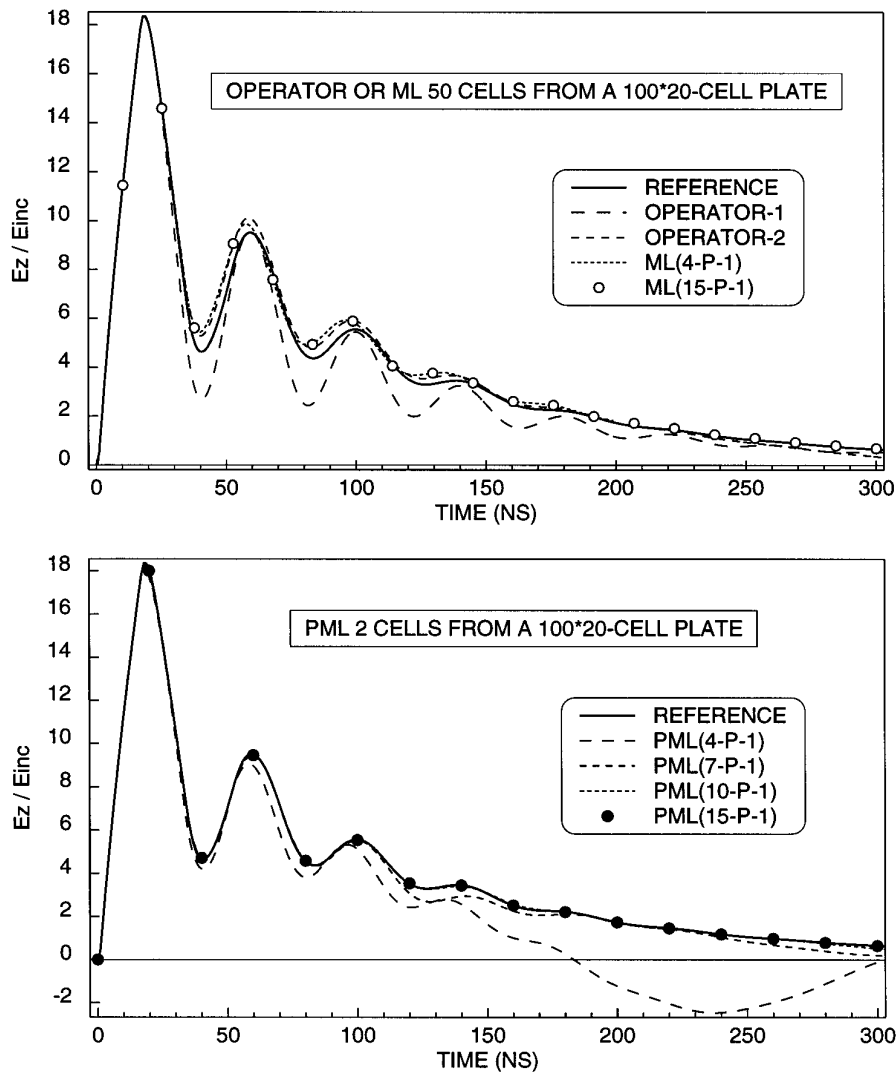 18
16
14
12
10
8
6
4
2
0
Ez / Einc
OPERATOR OR ML 50 CELLS FROM A 100*20-CELL PLATE
REFERENCE
OPERATOR-1
OPERATOR-2
ML(4-P-1)
ML(15-P-1)
0 50 100 150 200 250 300
TIME (NS)
18
16
14
12
10
8
6
4
2
0
-2
Ez / Einc
PML 2 CELLS FROM A 100*20-CELL PLATE
REFERENCE
PML(4-P-1)
PML(7-P-1)
PML(10-P-1)
PML(15-P-1)
0 50 100 150 200 250 300
TIME (NS)